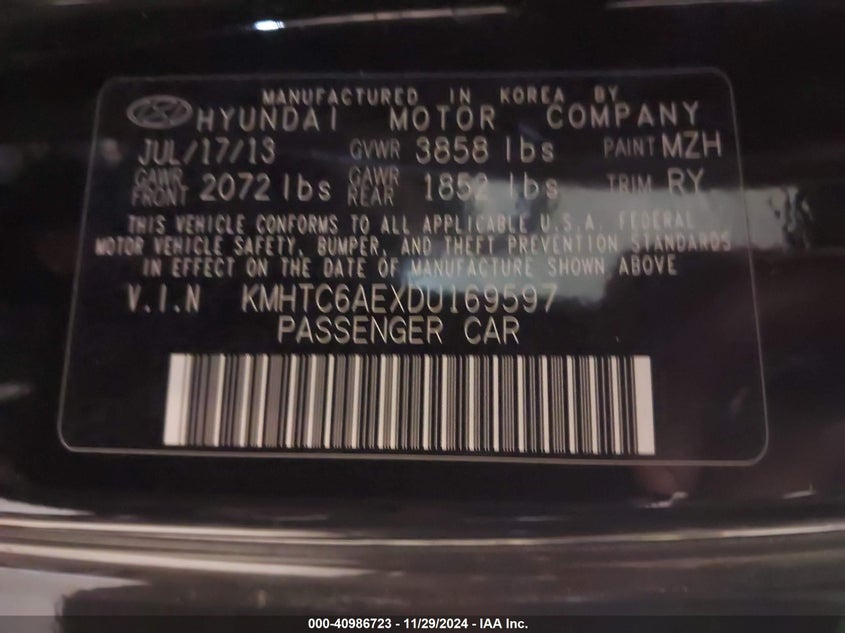 MANUFACTURED IN KOREA BY
HYUNDAI MOTOR COMPANY
JUL/17/13 GVWR 3858 lbs PAINT MZH
GAWR FRONT 2072 lbs GAWR REAR 1852 lbs TRIM RY
THIS VEHICLE CONFORMS TO ALL APPLICABLE U.S.A. FEDERAL
MOTOR VEHICLE SAFETY, BUMPER, AND THEFT PREVENTION STANDARDS
IN EFFECT ON THE DATE OF MANUFACTURE SHOWN ABOVE
V.I.N KMHTC6AEXDU169597
PASSENGER CAR
000-40986723 - 11/29/2024 - IAA Inc.